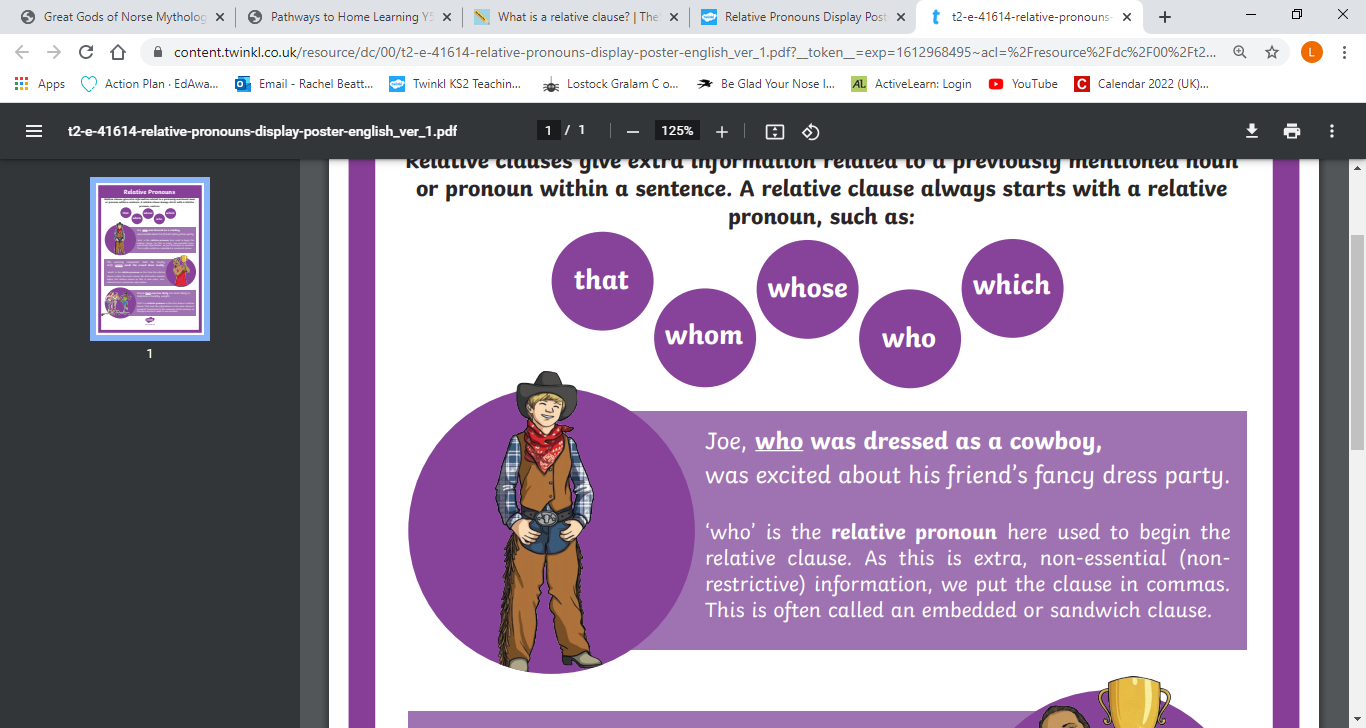 Great Gods of Norse Mytholog
Pathways to Home Learning Y5
What is a relative clause? | The
Relative Pronouns Display Post
t2-e-41614-relative-pronouns-
content.twinkl.co.uk/resource/dc/00/t2-e-41614-relative-pronouns-display-poster-english_ver_1.pdf?__token__=exp=1612968495~acl=%2Fresource%2Fdc%2F00%2Ft2...
L
Apps
Action Plan · EdAwa...
Email - Rachel Beatt...
Twinkl KS2 Teachin...
Lostock Gralam C o...
Be Glad Your Nose I...
ActiveLearn: Login
YouTube
Calendar 2022 (UK)...
t2-e-41614-relative-pronouns-display-poster-english_ver_1.pdf
1 / 1
125%
Relative Pronouns
1
Relative clauses give extra information related to a previously mentioned noun
or pronoun within a sentence. A relative clause always starts with a relative
pronoun, such as:
that
whom
whose
who
which
Joe, who was dressed as a cowboy,
was excited about his friend's fancy dress party.
'who' is the relative pronoun here used to begin the
relative clause. As this is extra, non-essential (non-
restrictive) information, we put the clause in commas.
This is often called an embedded or sandwich clause.